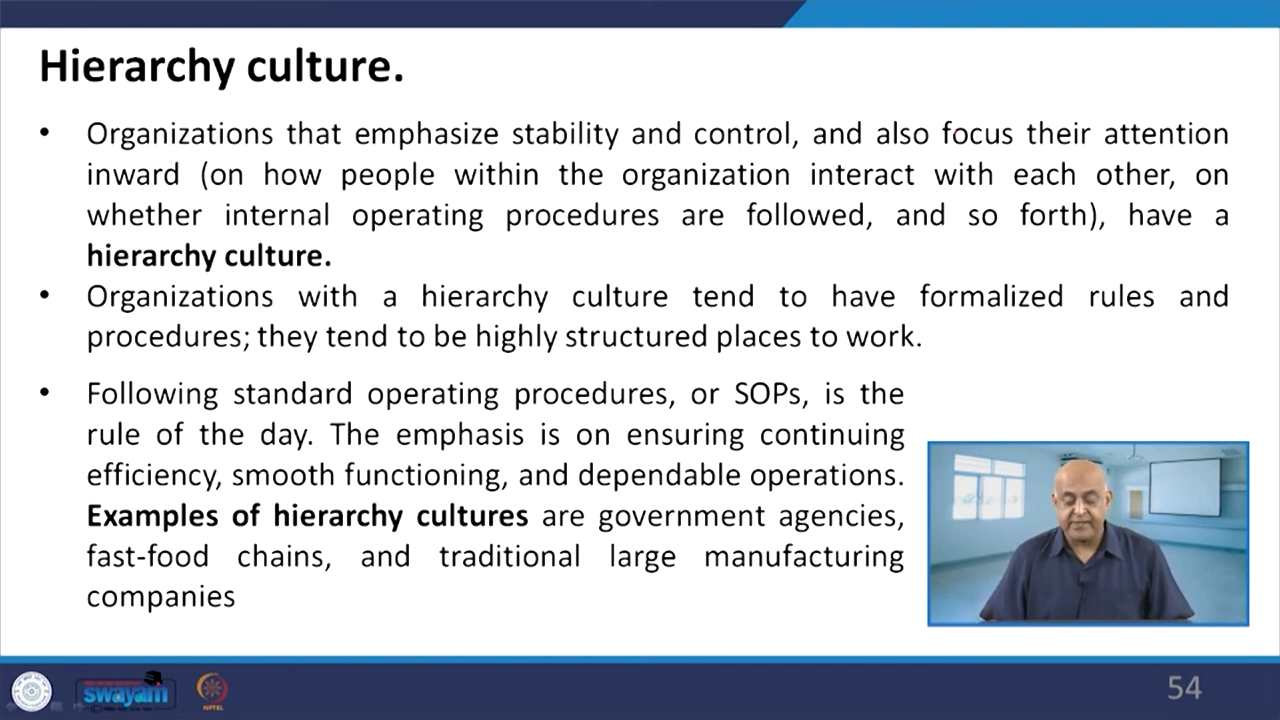 Hierarchy culture.
• Organizations that emphasize stability and control, and also focus their attention
inward (on how people within the organization interact with each other, on
whether internal operating procedures are followed, and so forth), have a
hierarchy culture.
• Organizations with a hierarchy culture tend to have formalized rules and
procedures; they tend to be highly structured places to work.
• Following standard operating procedures, or SOPs, is the
rule of the day. The emphasis is on ensuring continuing
efficiency, smooth functioning, and dependable operations.
Examples of hierarchy cultures are government agencies,
fast-food chains, and traditional large manufacturing
companies
swayam
NPTEL
54